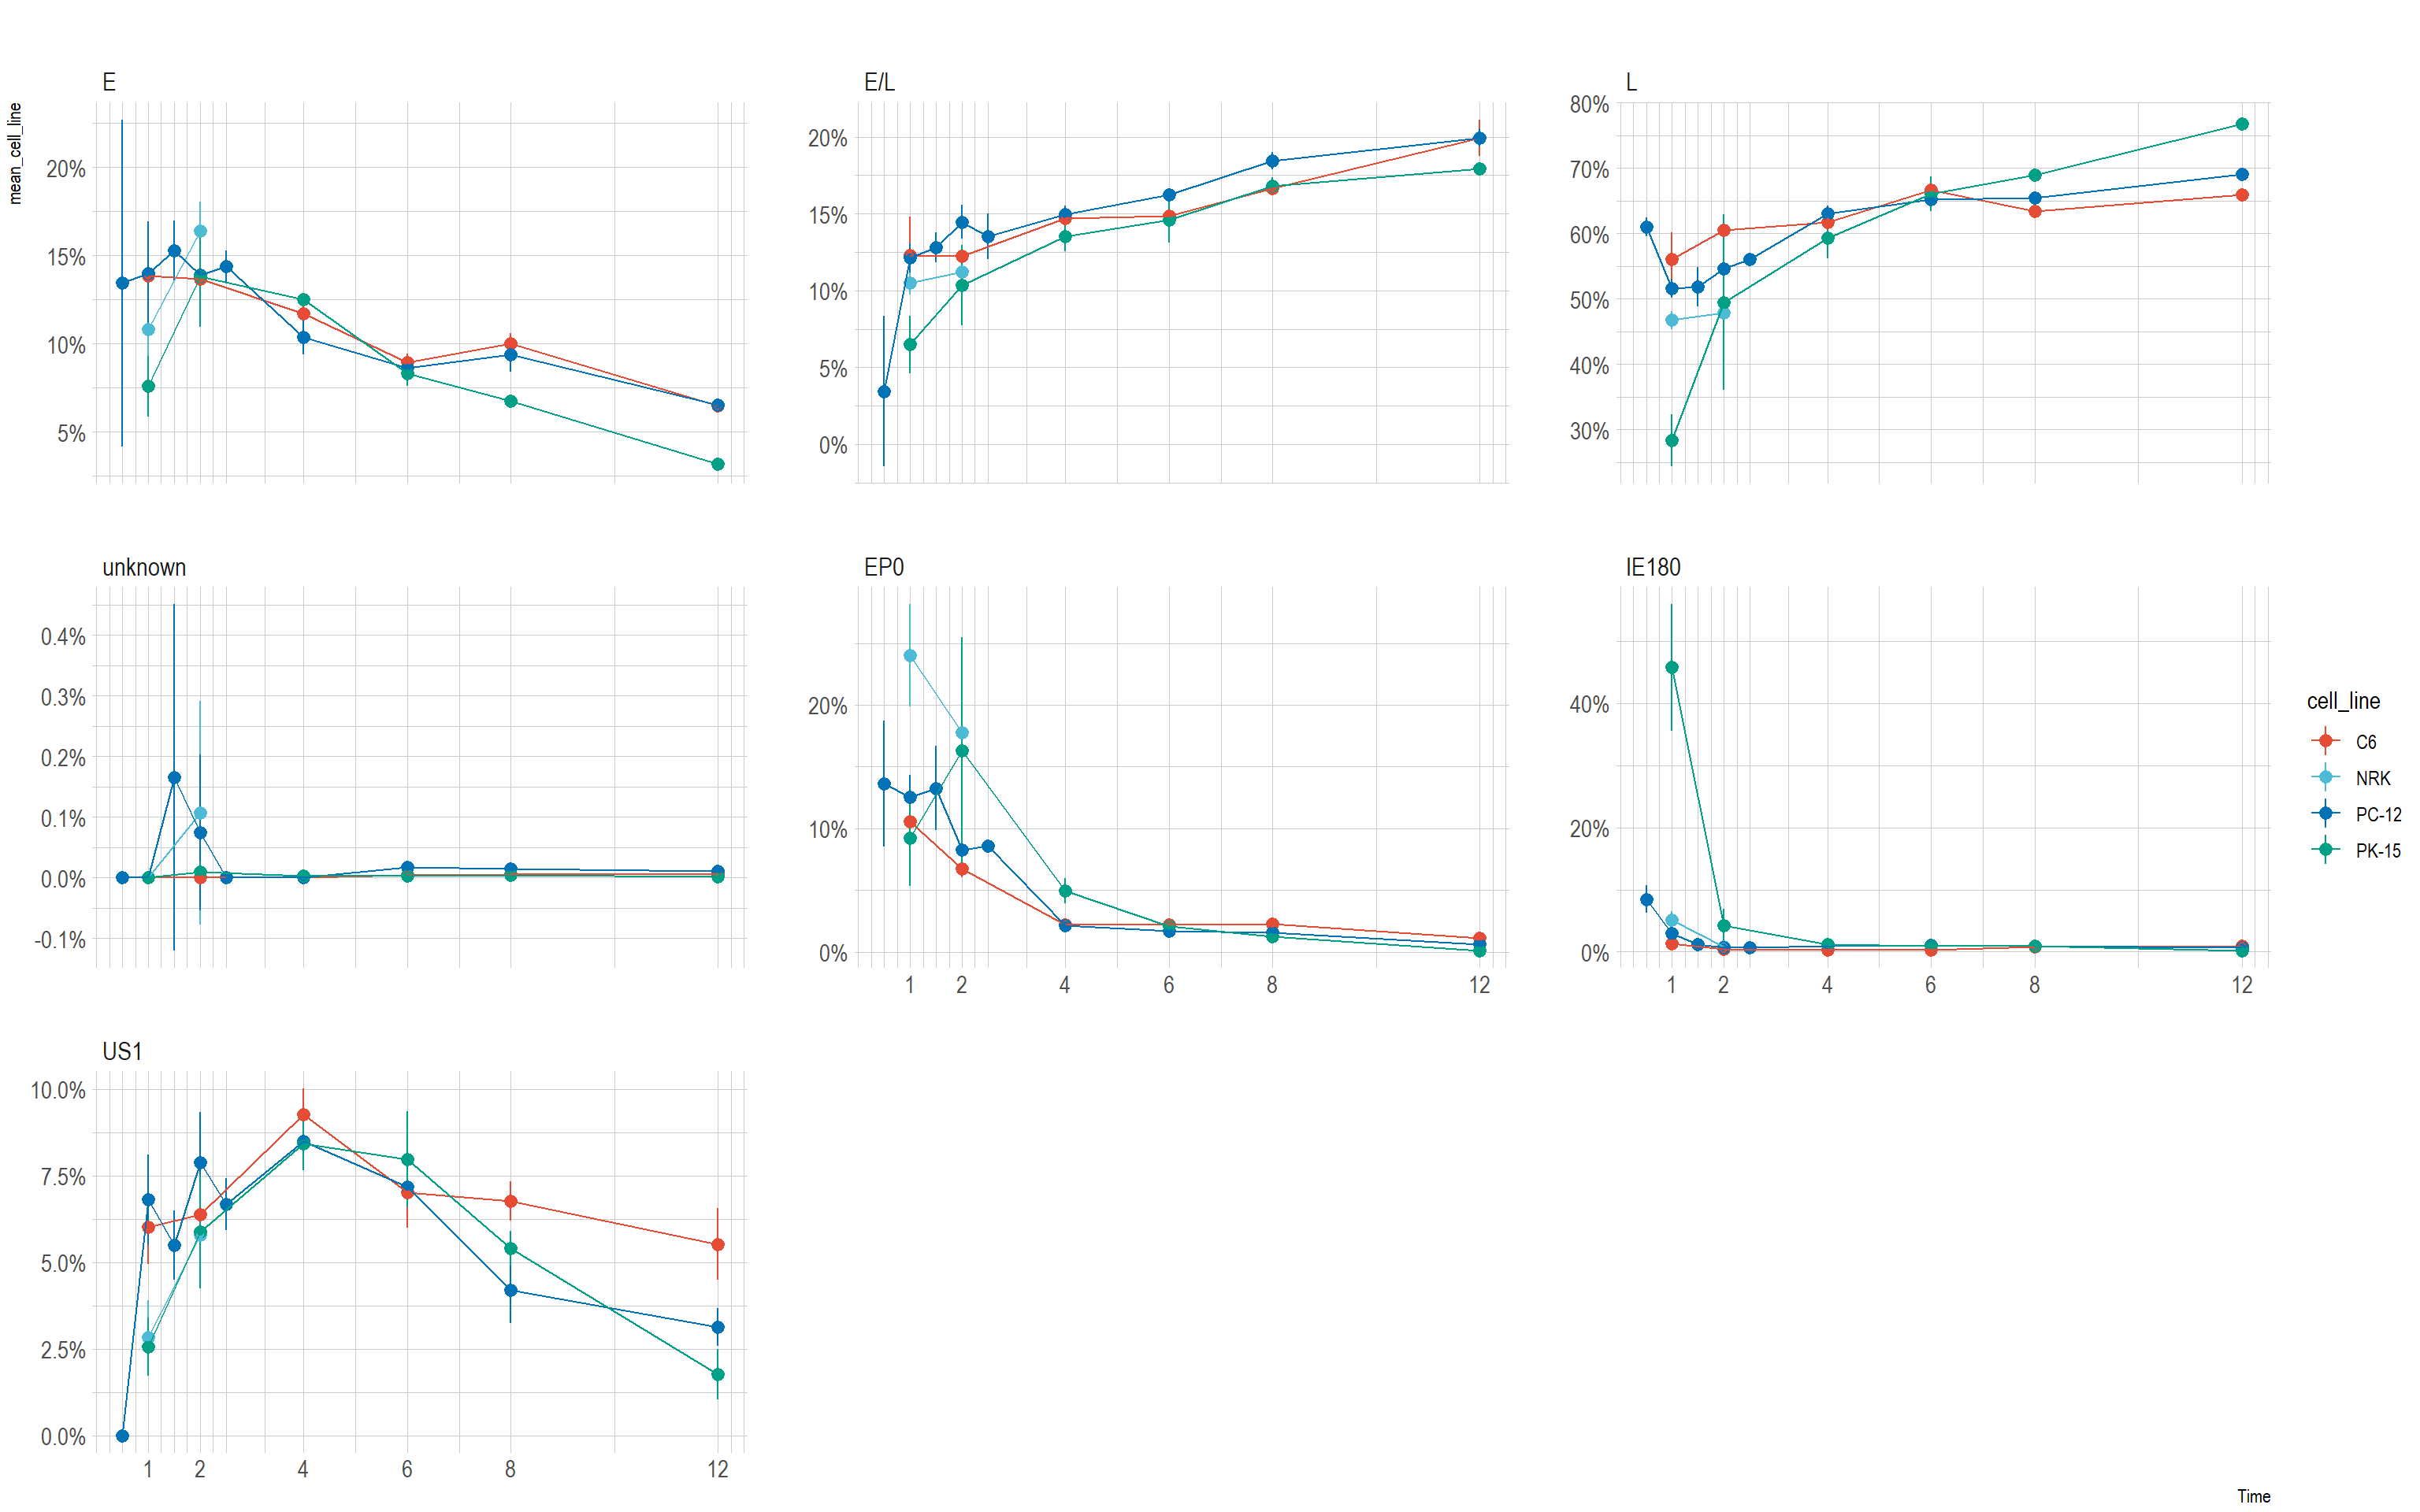 mean_cell_line
E
20%
15%
10%
5%
E/L
20%
15%
10%
5%
0%
L
80%
70%
60%
50%
40%
30%
unknown
0.4%
0.3%
0.2%
0.1%
0.0%
-0.1%
EP0
20%
10%
0%
1 2 4 6 8 12
IE180
40%
20%
0%
1 2 4 6 8 12
cell_line
C6
NRK
PC-12
PK-15
US1
10.0%
7.5%
5.0%
2.5%
0.0%
1 2 4 6 8 12
Time